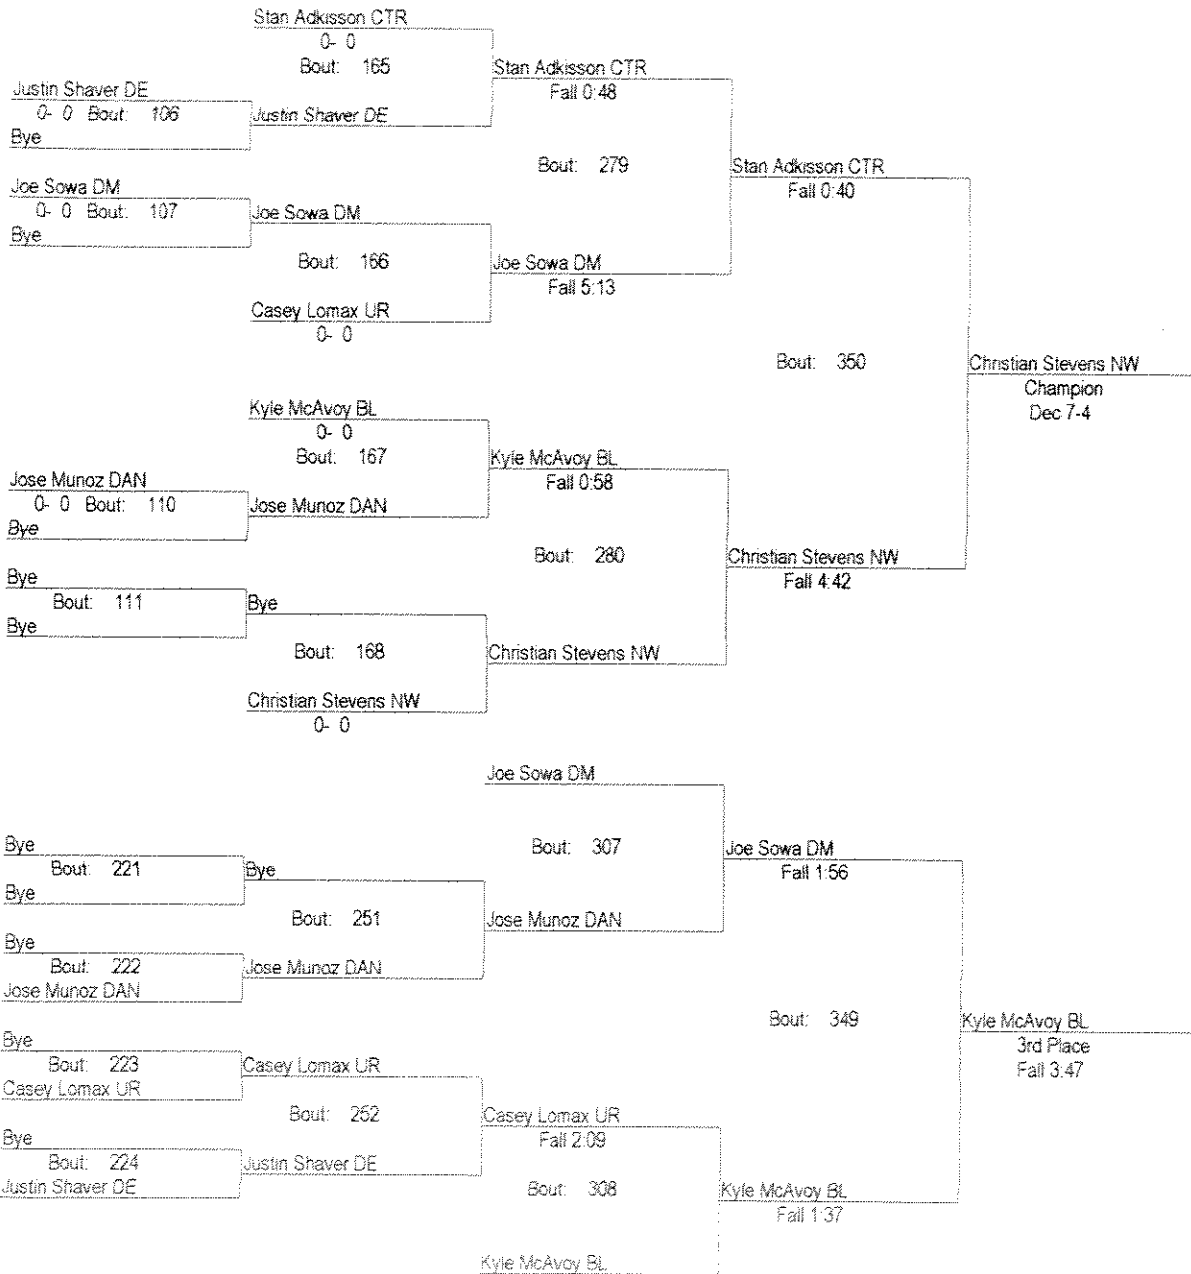 Stan Adkisson CTR
0- 0
Bout: 165
Stan Adkisson CTR
Fall 0:48
Justin Shaver DE
0- 0 Bout: 106
Justin Shaver DE
Bye
Bout: 279
Stan Adkisson CTR
Fall 0:40
Joe Sowa DM
0- 0 Bout: 107
Joe Sowa DM
Bye
Bout: 166
Joe Sowa DM
Fall 5:13
Casey Lomax UR
0- 0
Bout: 350
Christian Stevens NW
Champion
Dec 7-4
Kyle McAvoy BL
0- 0
Bout: 167
Kyle McAvoy BL
Fall 0:58
Jose Munoz DAN
0- 0 Bout: 110
Jose Munoz DAN
Bye
Bout: 280
Christian Stevens NW
Fall 4:42
Bye
Bout: 111
Bye
Bye
Bout: 168
Christian Stevens NW
Christian Stevens NW
0- 0
Joe Sowa DM
Bout: 307
Joe Sowa DM
Fall 1:56
Bye
Bout: 221
Bye
Bye
Bout: 251
Jose Munoz DAN
Bye
Bout: 222
Jose Munoz DAN
Jose Munoz DAN
Bout: 349
Kyle McAvoy BL
3rd Place
Fall 3:47
Bye
Bout: 223
Casey Lomax UR
Casey Lomax UR
Bout: 252
Casey Lomax UR
Fall 2:09
Bye
Bout: 224
Justin Shaver DE
Justin Shaver DE
Bout: 308
Kyle McAvoy BL
Fall 1:37
Kyle McAvoy BL